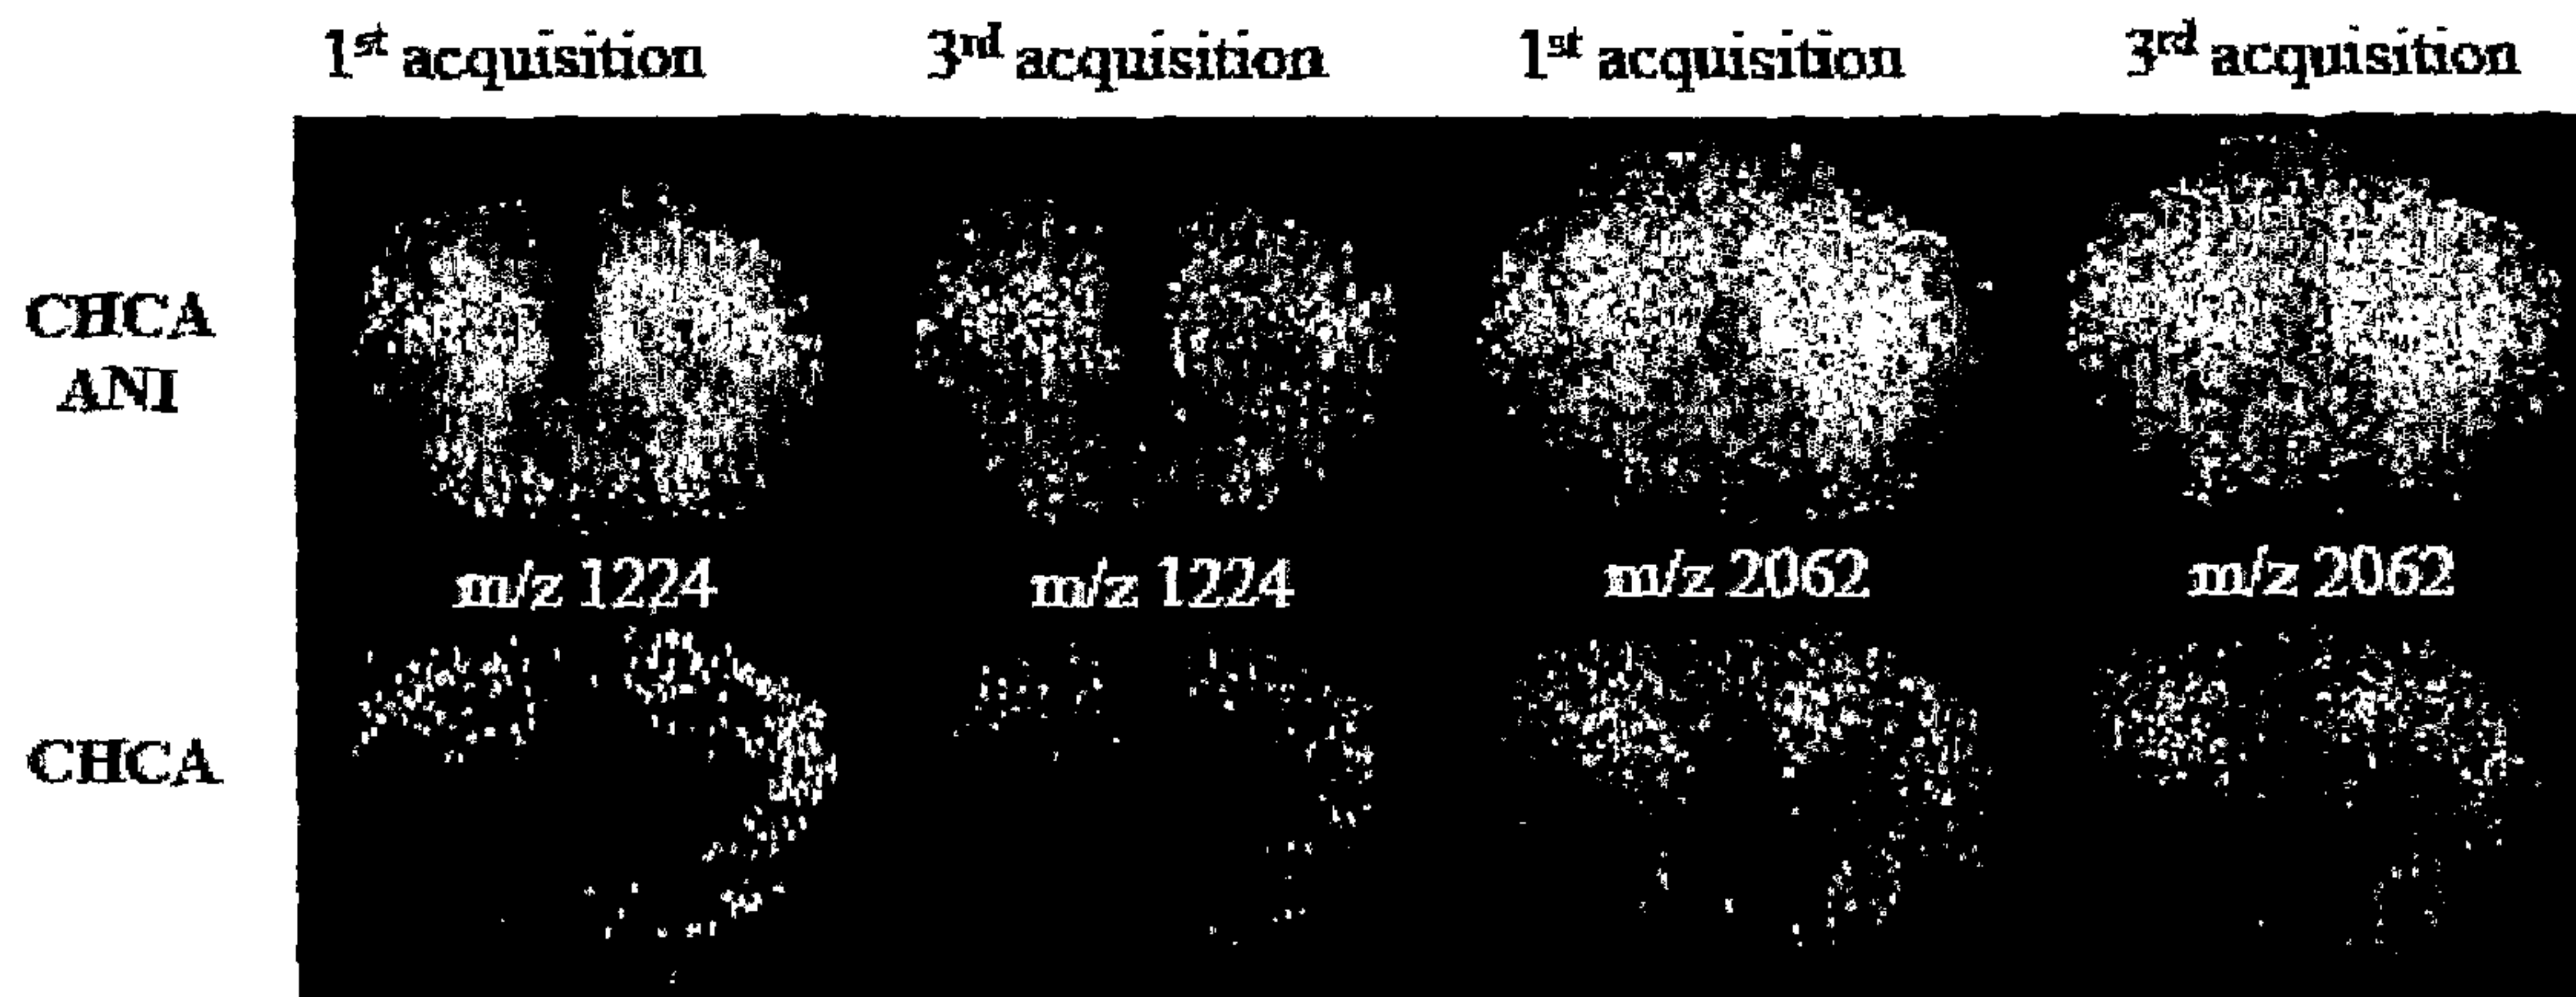 1st acquisition 3rd acquisition 1st acquisition 3rd acquisition
CHCA
ANI
m/z 1224 m/z 1224 m/z 2062 m/z 2062
CHCA